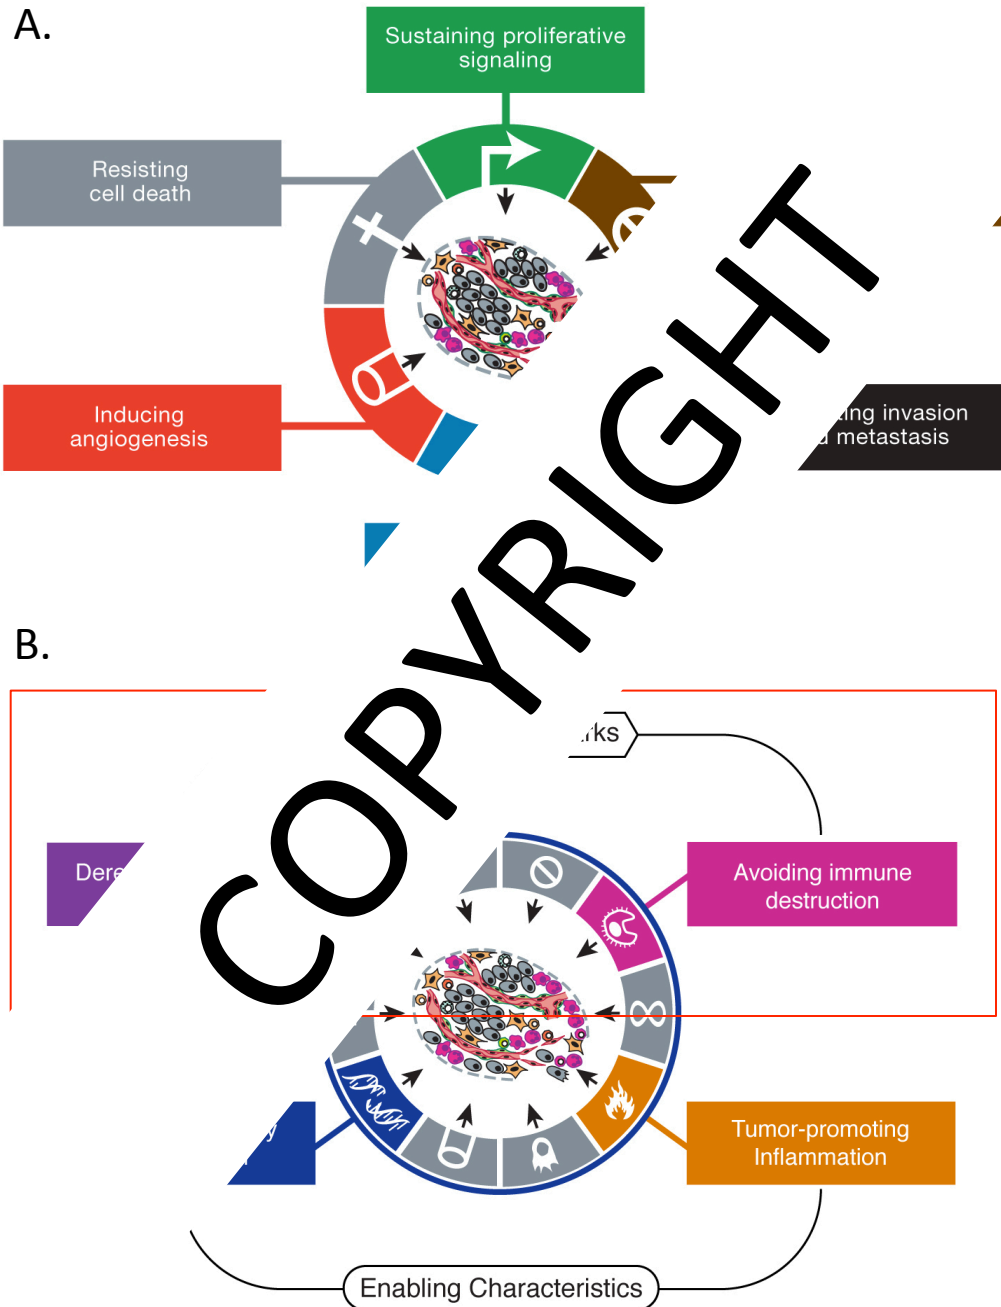 A.
Sustaining proliferative
signaling
Resisting
cell death
Inducing
angiogenesis
invasion
metastasis
COPYRIGHT
B.
Avoiding immune
destruction
Tumor-promoting
Inflammation
Enabling Characteristics